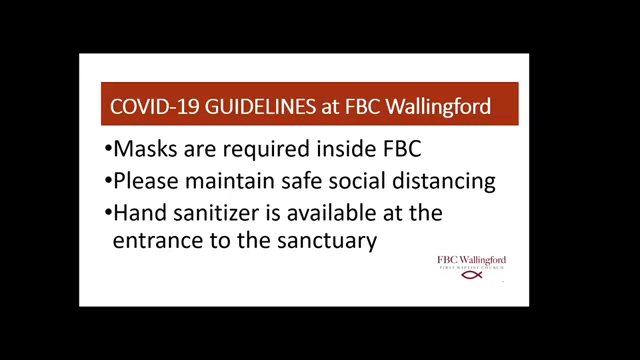 COVID-19 GUIDELINES at FBC Wallingford
•Masks are required inside FBC
•Please maintain safe social distancing
•Hand sanitizer is available at the
entrance to the sanctuary
FBC Wallingford
FIRST BAPTIST CHURCH